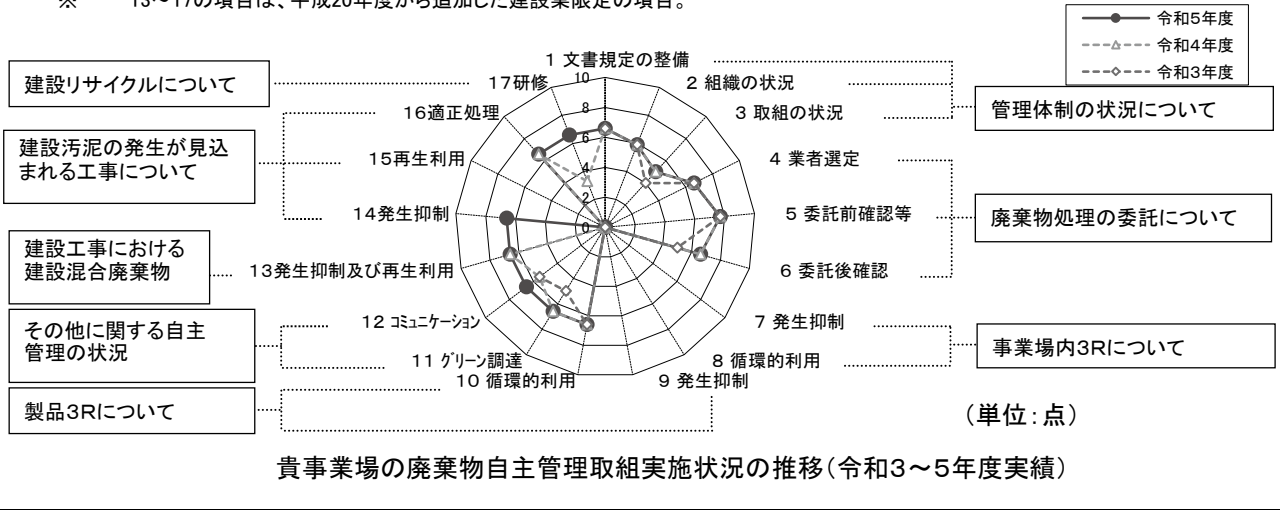 ※ 13～17の項目は、平成20年度から追加した建設業限定の項目。
令和5年度
令和4年度
令和3年度
建設リサイクルについて
建設汚泥の発生が見込
まれる工事について
建設工事における
建設混合廃棄物
その他に関する自主
管理の状況
製品3Rについて
1 文書規定の整備
2 組織の状況
3 取組の状況
4 業者選定
5 委託前確認等
6 委託後確認
7 発生抑制
8 循環的利用
9 発生抑制
10 循環的利用
11 グリーン調達
12 コミュニケーション
13発生抑制及び再生利用
14発生抑制
15再生利用
16適正処理
17研修
10
8
6
4
2
0
管理体制の状況について
廃棄物処理の委託について
事業場内3Rについて
（単位：点）
貴事業場の廃棄物自主管理取組実施状況の推移（令和3～5年度実績）